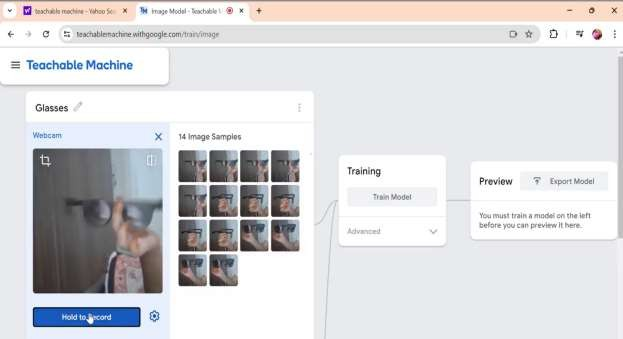 teachable machine - Yahoo Sea
Image Model - Teachable
teachablemachine.withgoogle.com/train/image
Teachable Machine
Glasses
Webcam
14 Image Samples
Hold to Record
Training
Train Model
Advanced
Preview
Export Model
You must train a model on the left
before you can preview it here.